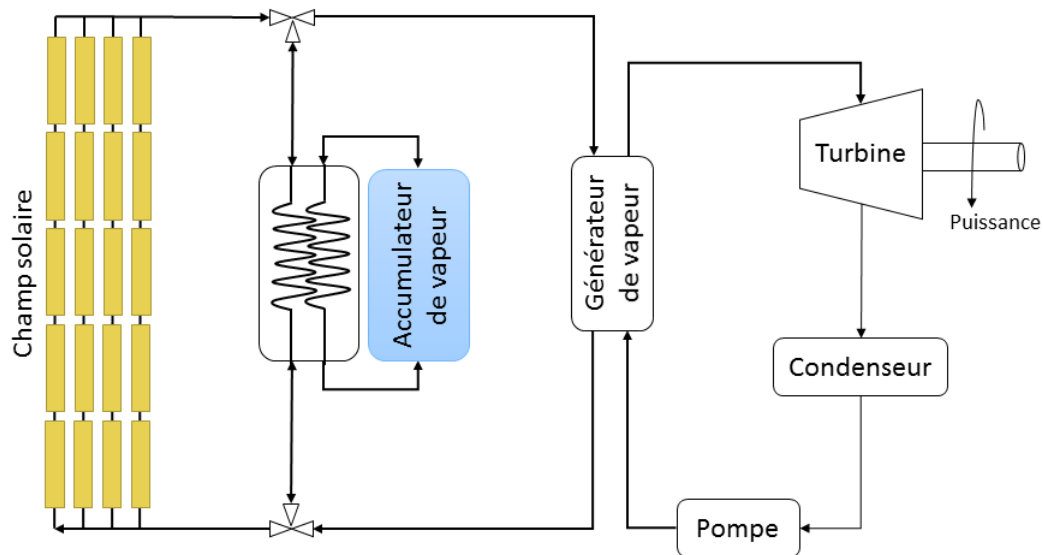 Champ solaire
Accumulateur
de vapeur
Générateur
de vapeur
Turbine
Puissance
Condenseur
Pompe